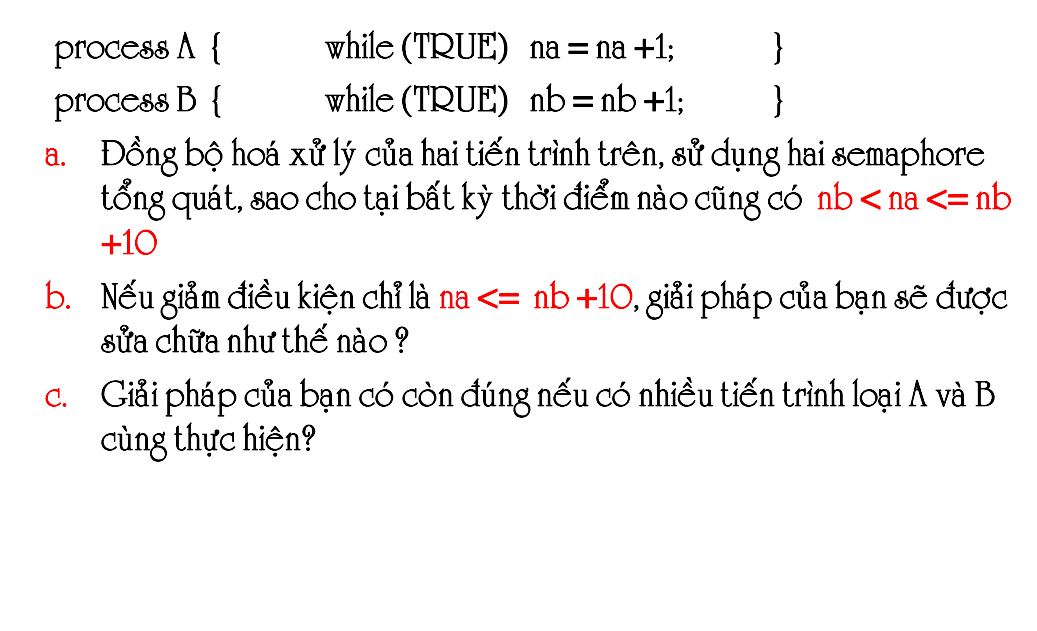 process A { while (TRUE) na = na +1; }
process B { while (TRUE) nb = nb +1; }
a. Đồng bộ hoá xử lý của hai tiến trình trên, sử dụng hai semaphore
tổng quát, sao cho tại bất kỳ thời điểm nào cũng có nb < na <= nb
+10
b. Nếu giảm điều kiện chỉ là na <= nb +10, giải pháp của bạn sẽ được
sửa chữa như thế nào ?
c. Giải pháp của bạn có còn đúng nếu có nhiều tiến trình loại A và B
cùng thực hiện?